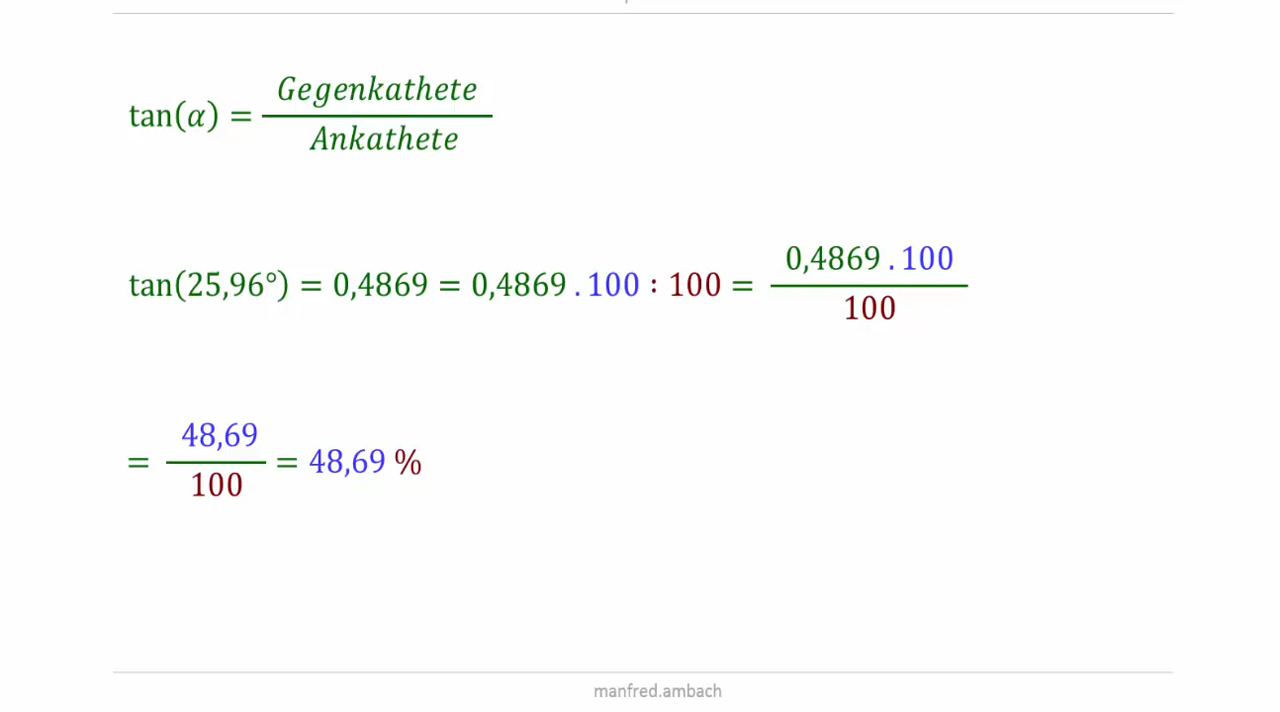 tan(α) = Gegenkathete / Ankathete
tan(25,96°) = 0,4869 = 0,4869 . 100 : 100 = 0,4869 . 100 / 100
= 48,69 / 100 = 48,69 %
manfred.ambach